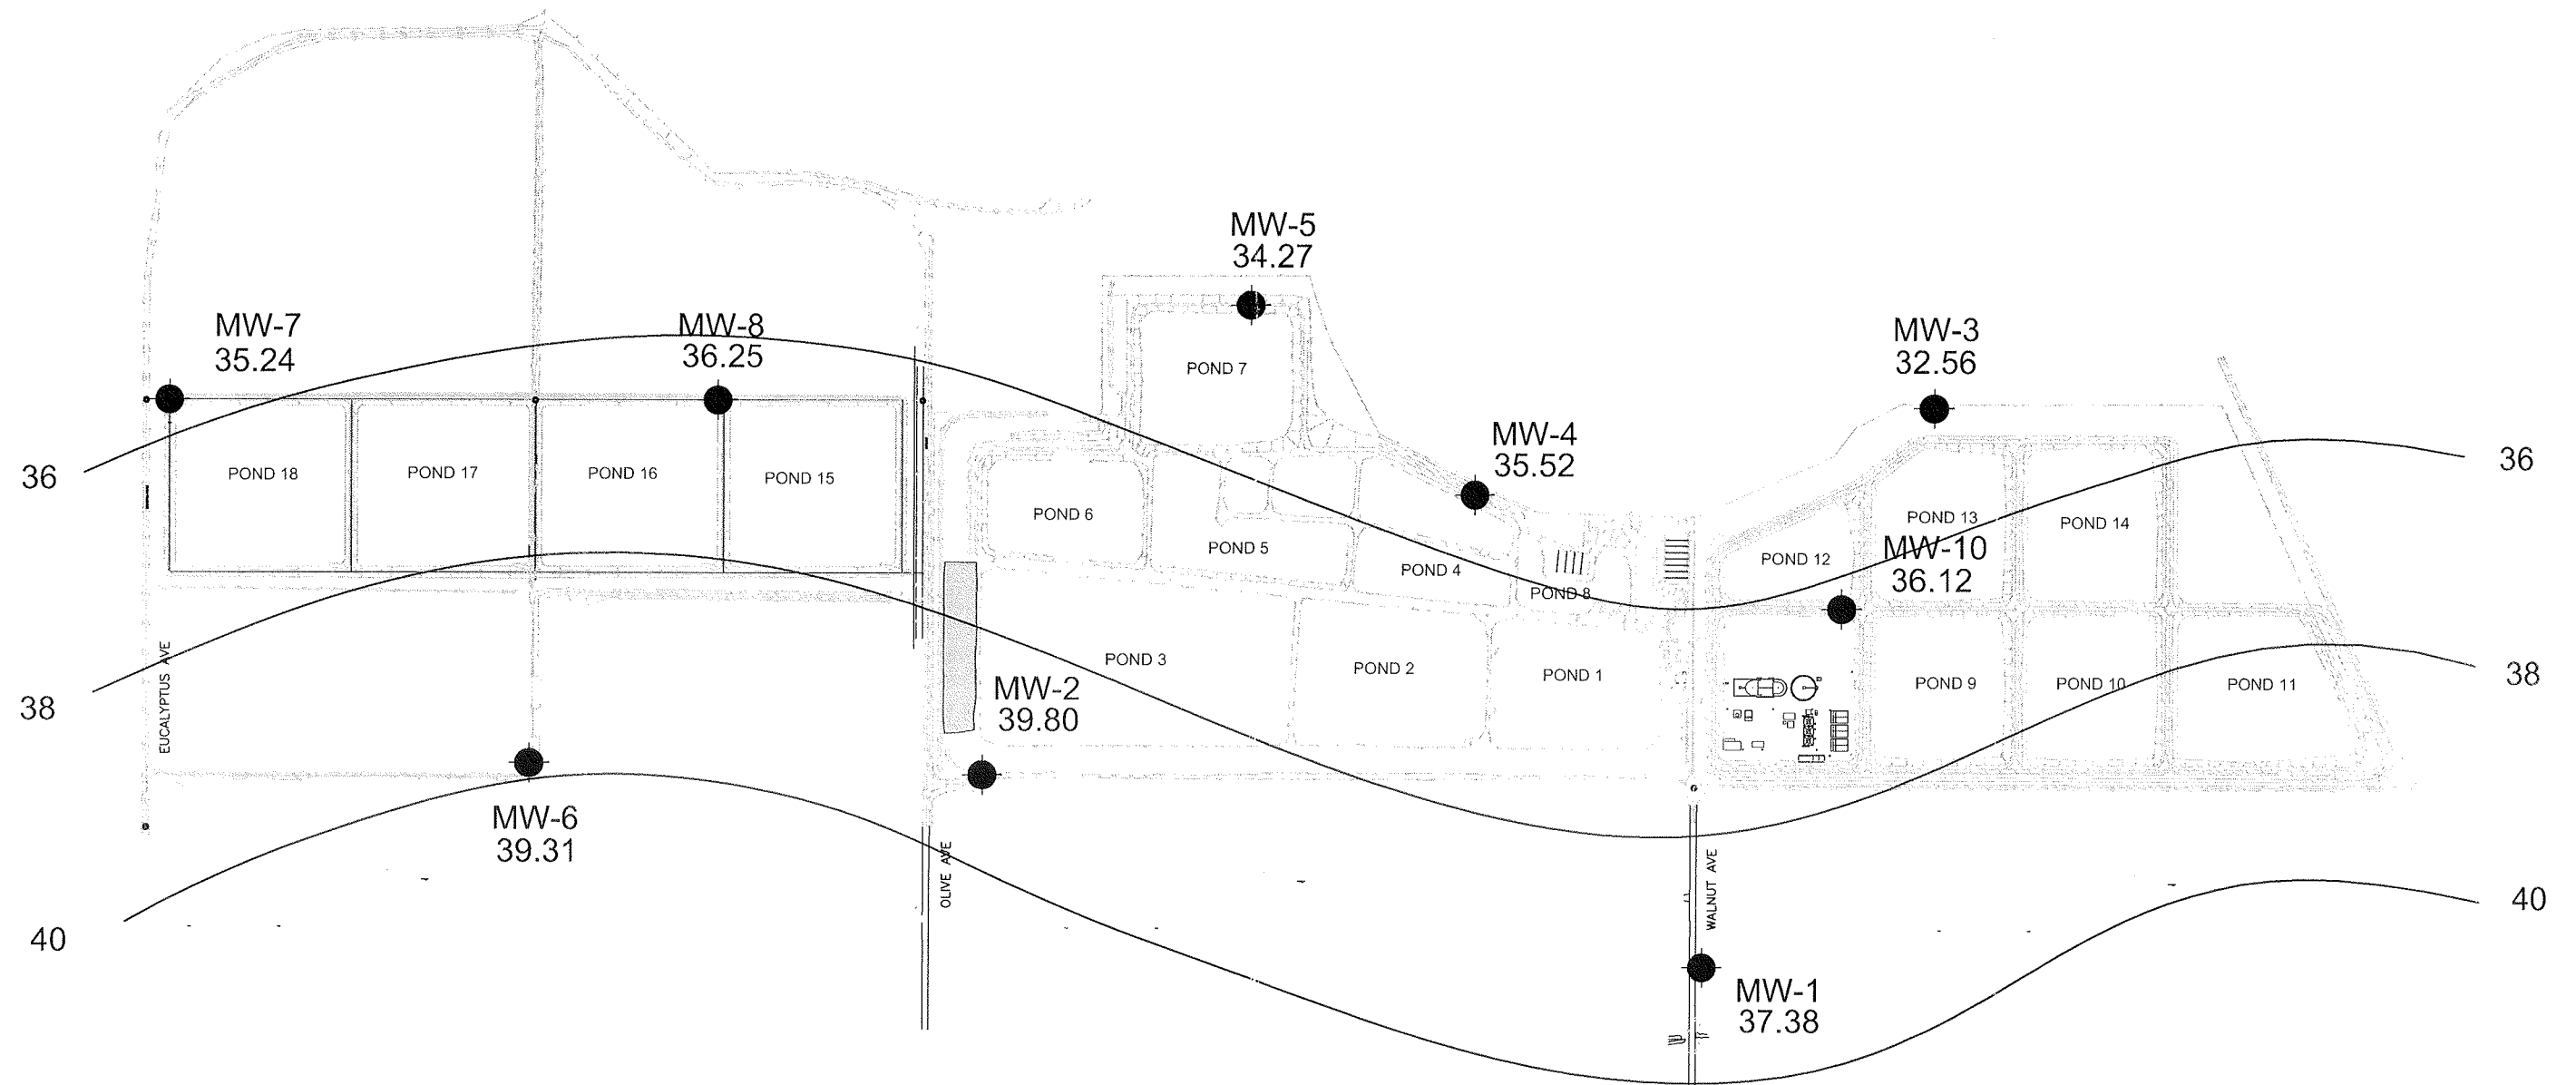 MW-5
34.27
MW-7
35.24
MW-8
36.25
MW-3
32.56
POND 7
MW-4
35.52
36
36
POND 18
POND 17
POND 16
POND 15
POND 6
POND 5
POND 4
POND 8
POND 13
POND 14
POND 12
MW-10
36.12
EUCALYPTUS AVE
38
38
POND 3
POND 2
POND 1
POND 9
POND 10
POND 11
MW-2
39.80
MW-6
39.31
OLIVE AVE
WALNUT AVE
40
40
MW-1
37.38